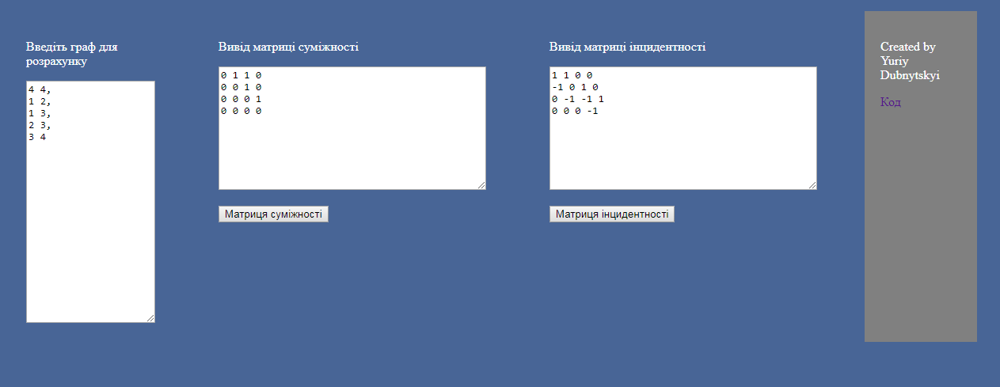 Введіть граф для
розрахунку
4 4,
1 2,
1 3,
2 3,
3 4
Вивід матриці суміжності
0 1 1 0
0 0 1 0
0 0 0 1
0 0 0 0
Матриця суміжності
Вивід матриці інцидентності
1 1 0 0
-1 0 1 0
0 -1 -1 1
0 0 0 -1
Матриця інцидентності
Created by
Yuriy
Dubnytskyi
Код